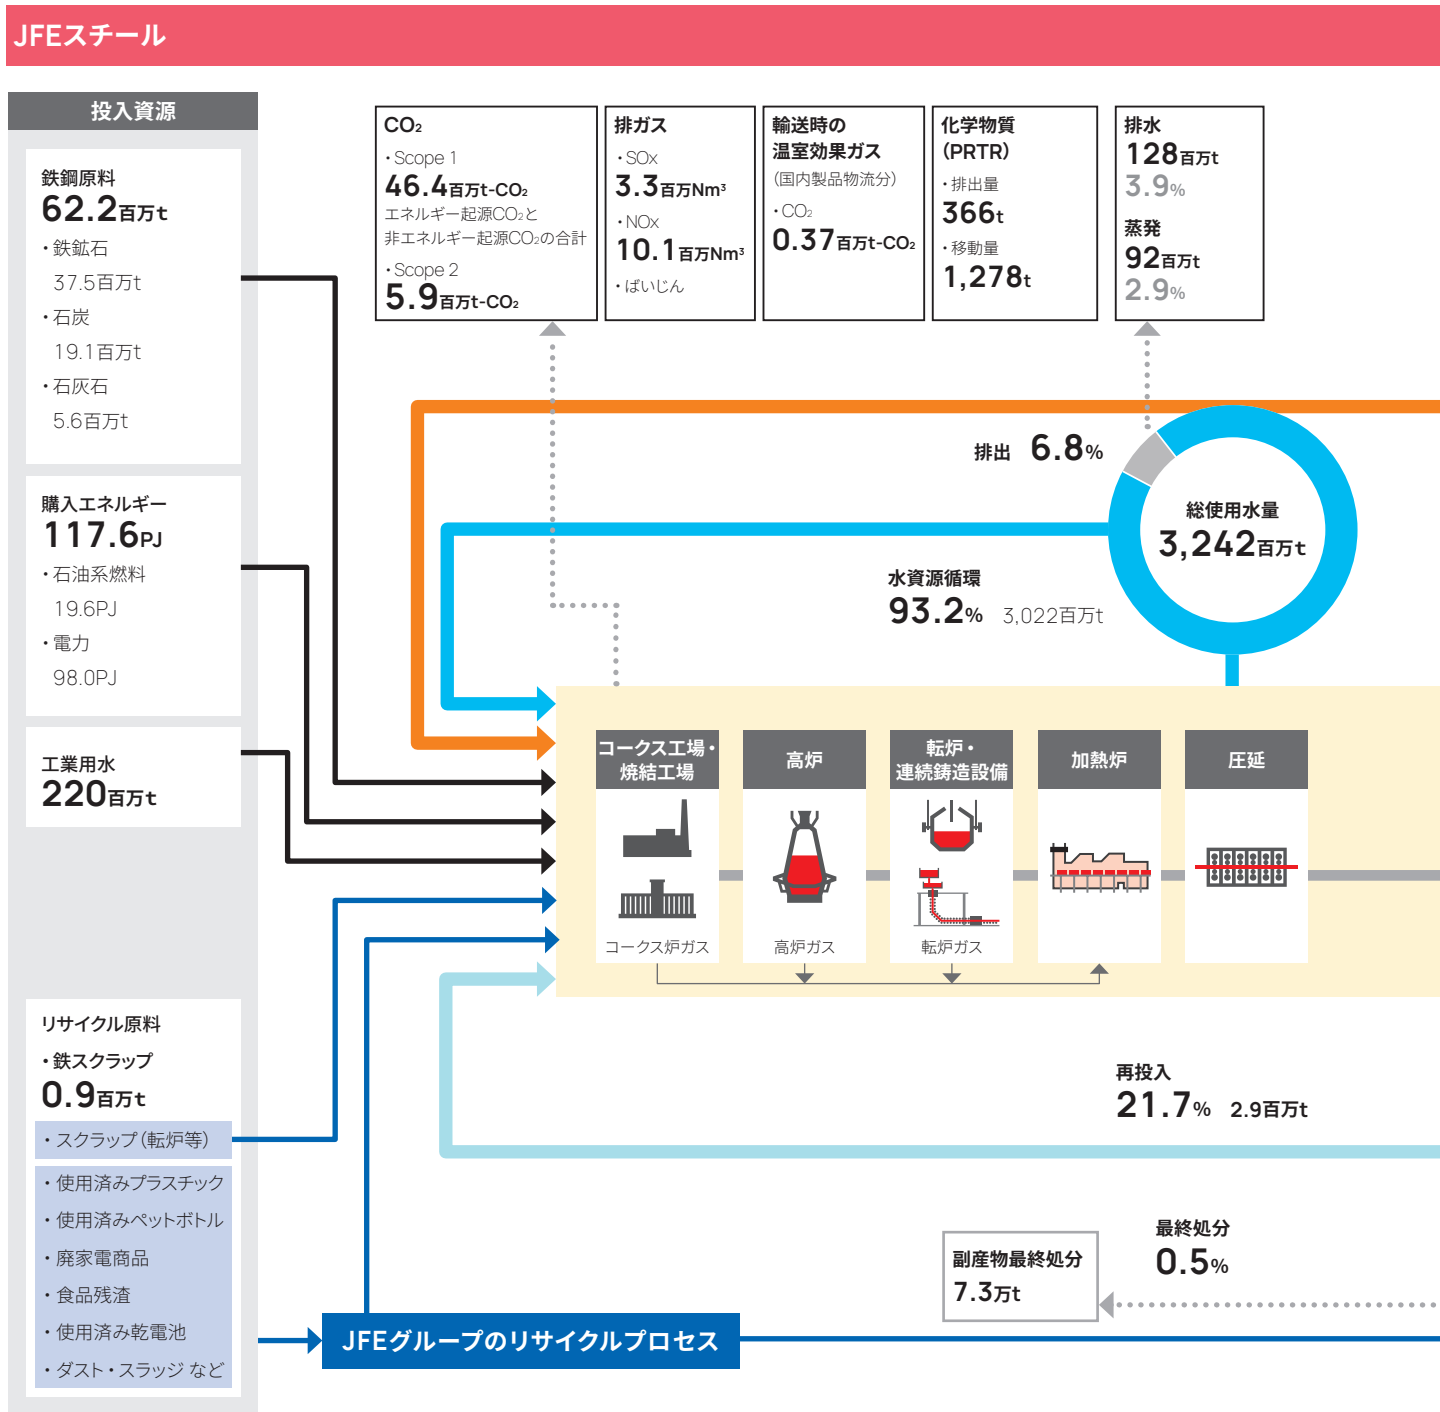 JFEスチール
投入資源
鉄鋼原料
62.2百万t
・鉄鉱石
37.5百万t
・石炭
19.1百万t
・石灰石
5.6百万t
購入エネルギー
117.6PJ
・石油系燃料
19.6PJ
・電力
98.0PJ
工業用水
220百万t
リサイクル原料
・鉄スクラップ
0.9百万t
・スクラップ（転炉等）
・使用済みプラスチック
・使用済みペットボトル
・廃家電商品
・食品残渣
・使用済み乾電池
・ダスト・スラッジ など
CO₂
・Scope 1
46.4百万t-CO₂
エネルギー起源CO₂と
非エネルギー起源CO₂の合計
・Scope 2
5.9百万t-CO₂
排ガス
・SOx
3.3百万Nm³
・NOx
10.1百万Nm³
・ばいじん
輸送時の
温室効果ガス
（国内製品物流分）
・CO₂
0.37百万t-CO₂
化学物質
（PRTR）
・排出量
366t
・移動量
1,278t
排水
128百万t
3.9%
蒸発
92百万t
2.9%
排出 6.8%
総使用水量
3,242百万t
水資源循環
93.2% 3,022百万t
コークス工場・
焼結工場
高炉
転炉・
連続鋳造設備
加熱炉
圧延
コークス炉ガス
高炉ガス
転炉ガス
再投入
21.7% 2.9百万t
最終処分
0.5%
副産物最終処分
7.3万t
JFEグループのリサイクルプロセス